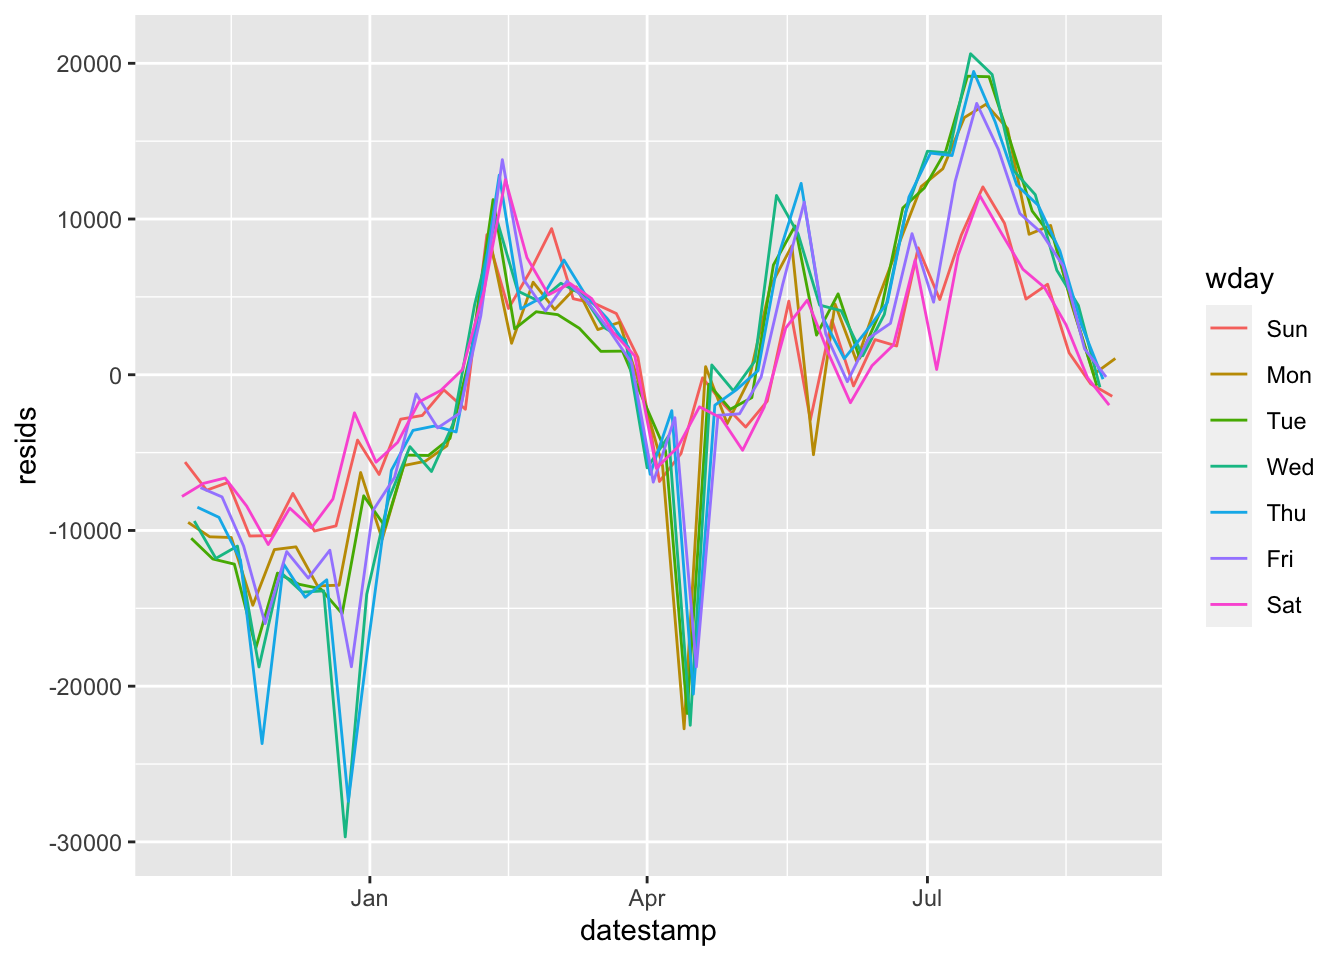 20000
10000
0
-10000
-20000
-30000
resids
Jan
Apr
Jul
datestamp
wday
Sun
Mon
Tue
Wed
Thu
Fri
Sat